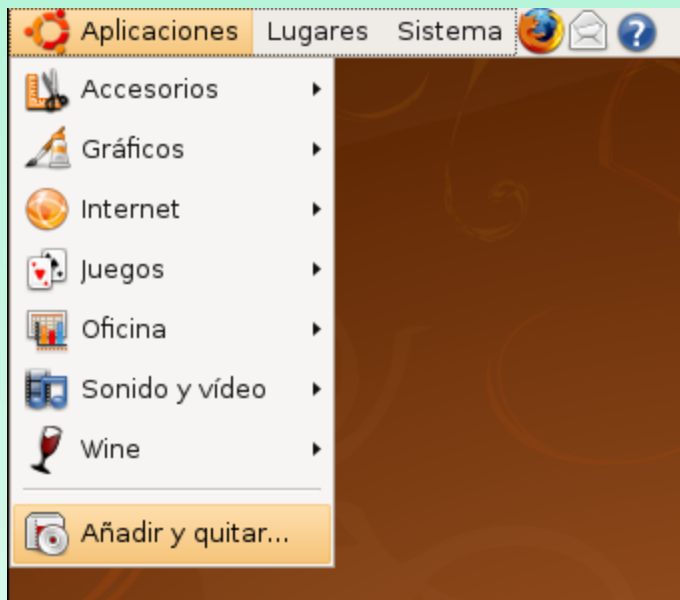 Aplicaciones Lugares Sistema
Accesorios
Gráficos
Internet
Juegos
Oficina
Sonido y vídeo
Wine
Añadir y quitar...